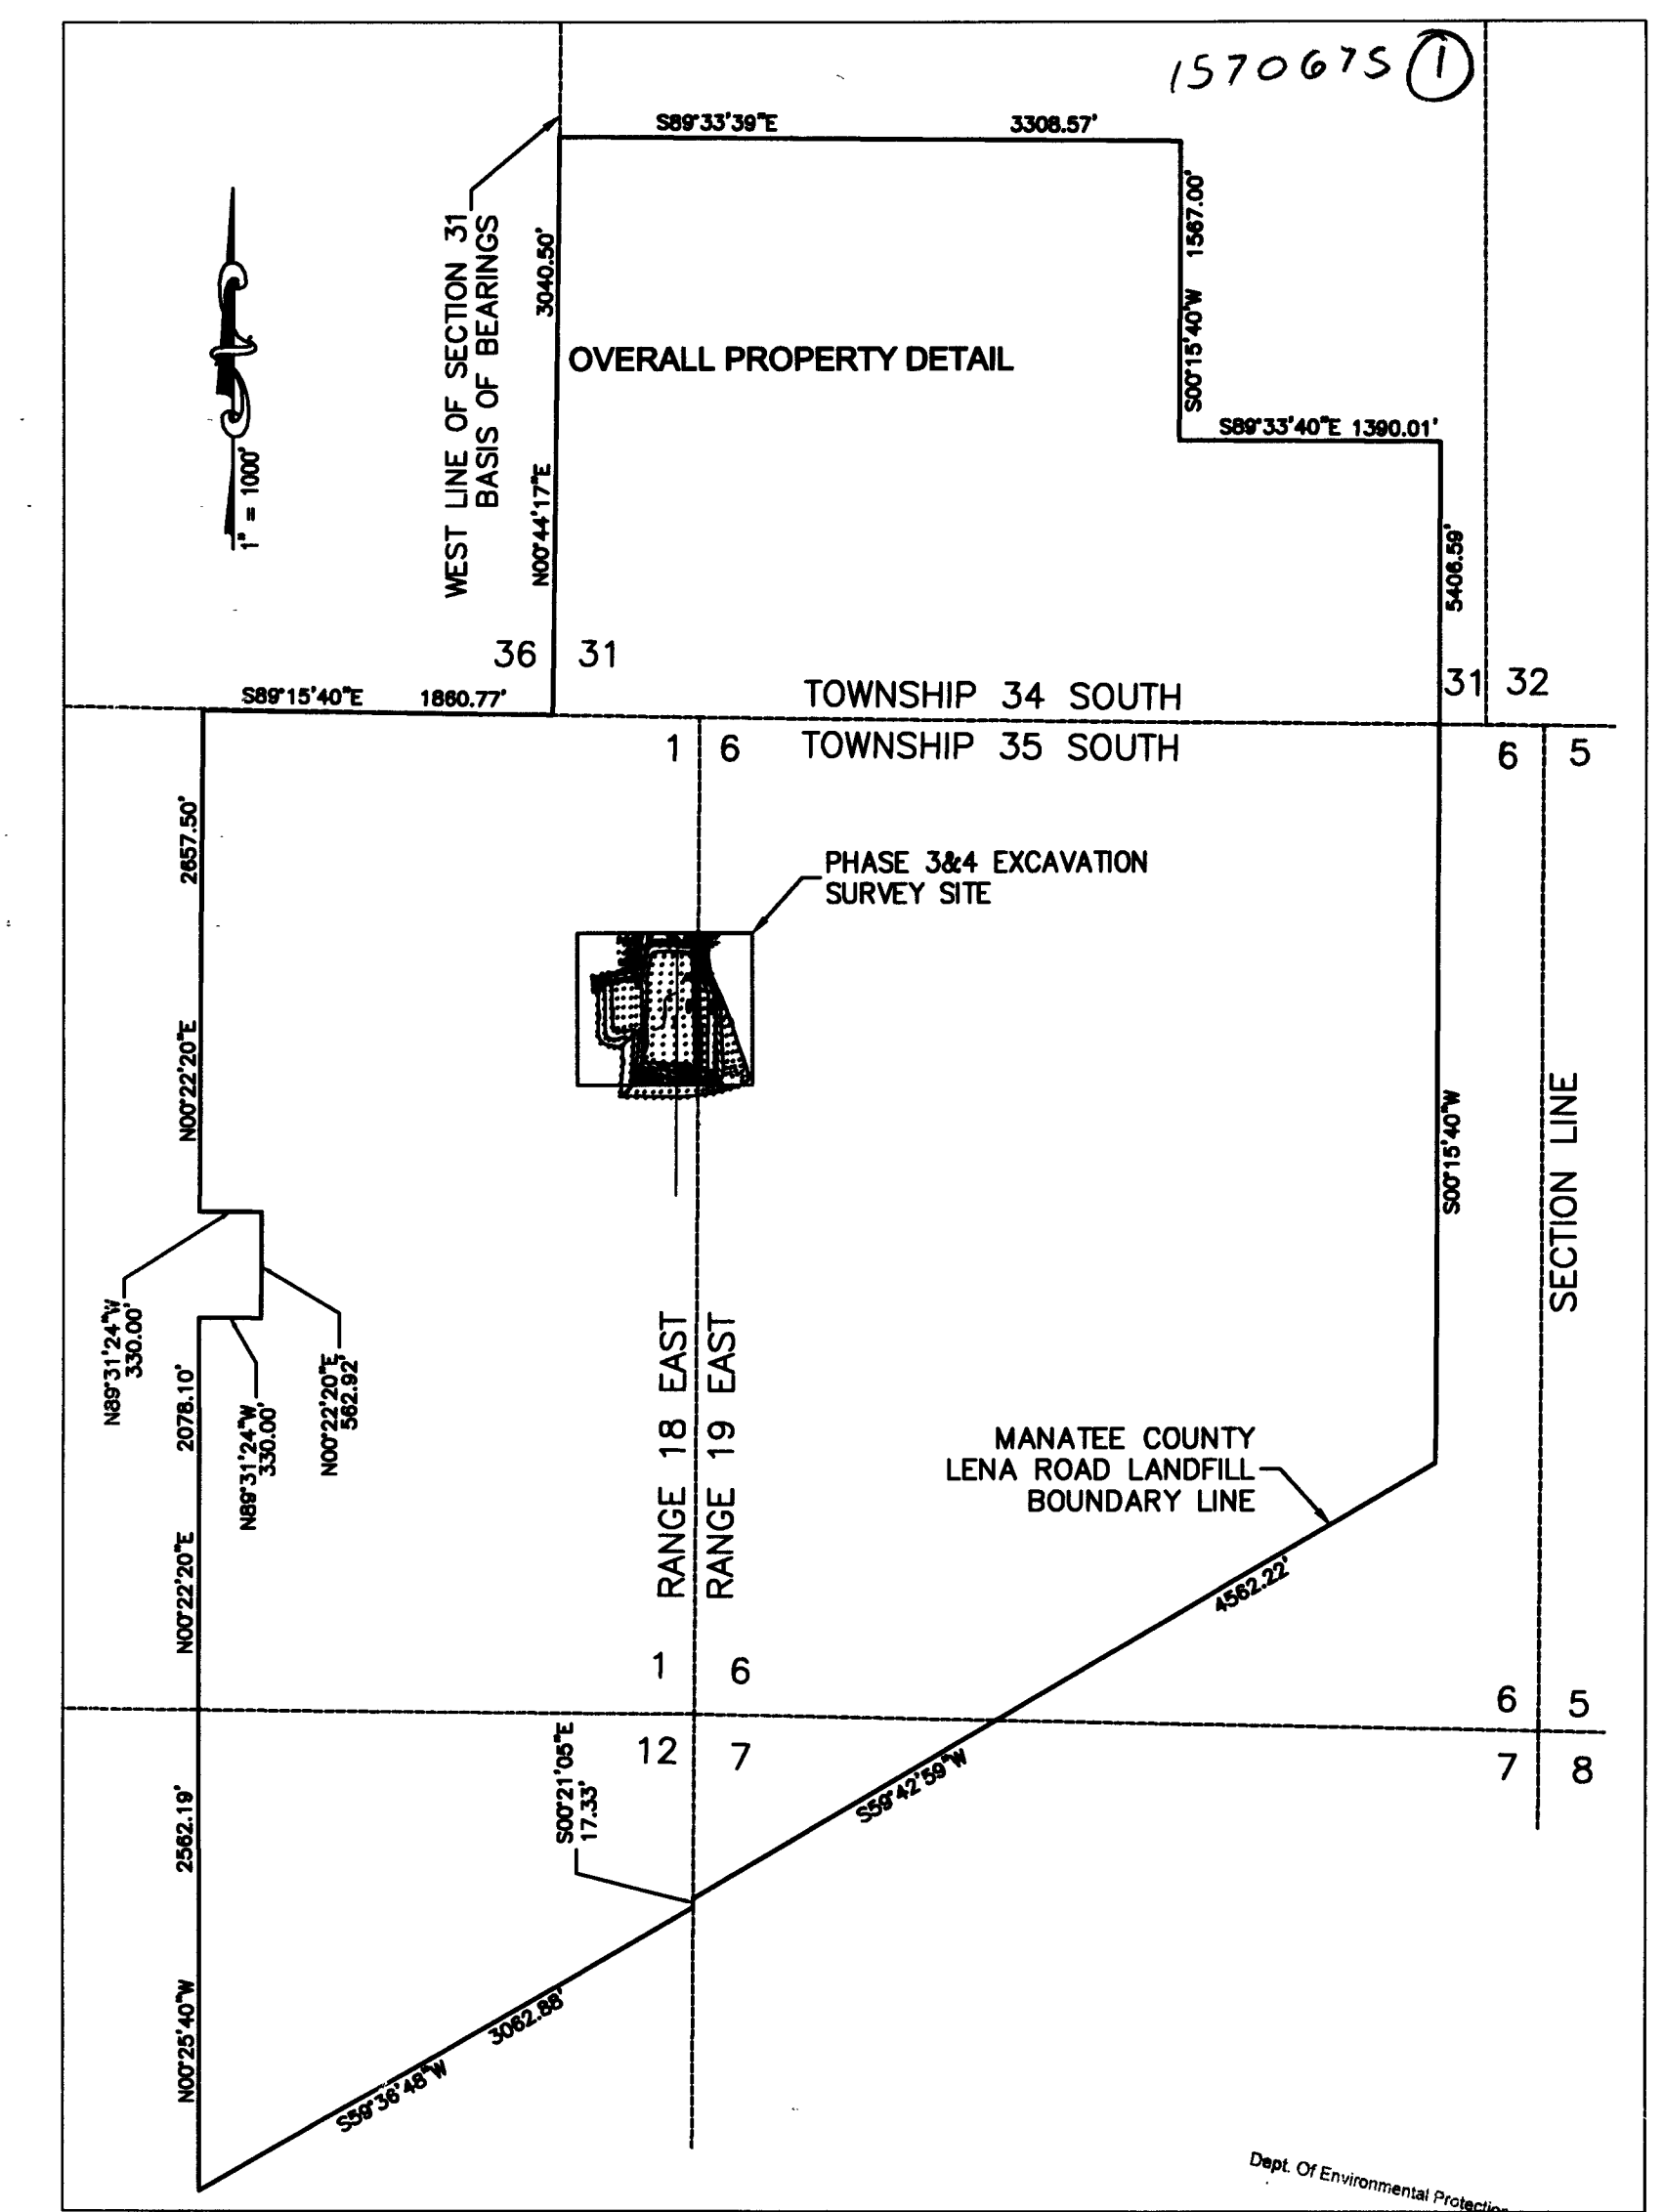 1570675 1
S89°33'39"E 3308.57'
WEST LINE OF SECTION 31
BASIS OF BEARINGS
3040.50'
N00°44'17"E
S00°15'40"W 1567.00'
OVERALL PROPERTY DETAIL
S89°33'40"E 1390.01'
1" = 1000'
5406.59'
36 31
31 32
S89°15'40"E 1860.77'
TOWNSHIP 34 SOUTH
1 6 TOWNSHIP 35 SOUTH
6 5
2657.50'
N00°22'20"E
PHASE 3&4 EXCAVATION
SURVEY SITE
S00°15'40"W
SECTION LINE
N89°31'24"W
330.00'
N89°31'24"W
330.00'
N00°22'20"E
562.92'
RANGE 18 EAST
RANGE 19 EAST
2078.10'
N00°22'20"E
MANATEE COUNTY
LENA ROAD LANDFILL
BOUNDARY LINE
4562.22'
S59°42'59"W
1 6
6 5
12 7
7 8
S00°21'05"E
17.33'
2562.19'
N00°25'40"W
3062.88'
S59°36'48"W
Dept. Of Environmental Protection